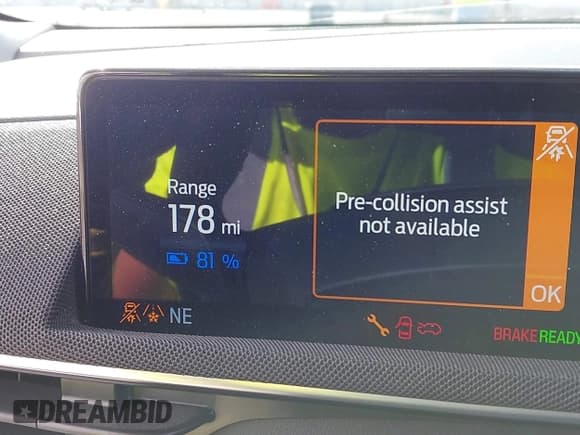 Range
178 mi
81 %
Pre-collision assist
not available
OK
NE
BRAKE READY
DREAMBID